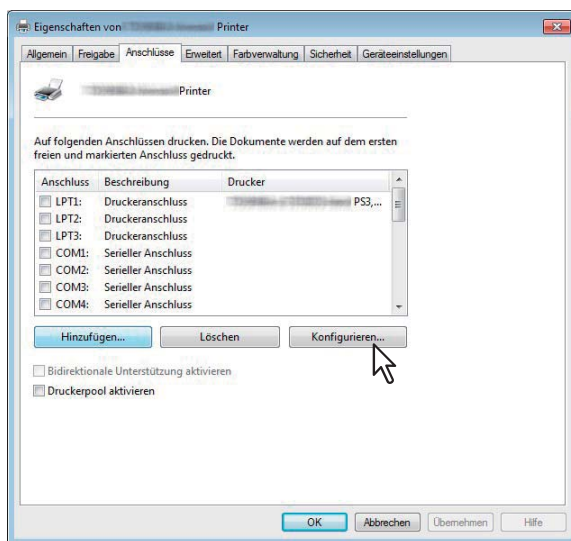 Eigenschaften von Printer
Allgemein Freigabe Anschlüsse Erweitert Farbverwaltung Sicherheit Geräteeinstellungen
Printer
Auf folgenden Anschlüssen drucken. Die Dokumente werden auf dem ersten
freien und markierten Anschluss gedruckt.
Anschluss Beschreibung Drucker
LPT1: Druckeranschluss PS3,...
LPT2: Druckeranschluss
LPT3: Druckeranschluss
COM1: Serieller Anschluss
COM2: Serieller Anschluss
COM3: Serieller Anschluss
COM4: Serieller Anschluss
Hinzufügen... Löschen Konfigurieren...
Bidirektionale Unterstützung aktivieren
Druckerpool aktivieren
OK Abbrechen Übernehmen Hilfe